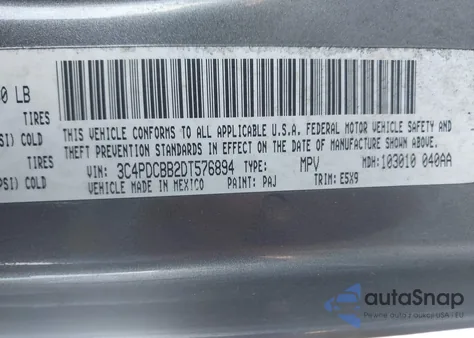 0 LB
TIRES
SI) COLD
TIRES
PSI) COLD
THIS VEHICLE CONFORMS TO ALL APPLICABLE U.S.A. FEDERAL MOTOR VEHICLE SAFETY AND
THEFT PREVENTION STANDARDS IN EFFECT ON THE DATE OF MANUFACTURE SHOWN ABOVE.
VIN: 3C4PDCBB2DT576894 TYPE: MPV MDH: 103010 040AA
VEHICLE MADE IN MEXICO PAINT: PAJ TRIM: E5X9
autoSnap